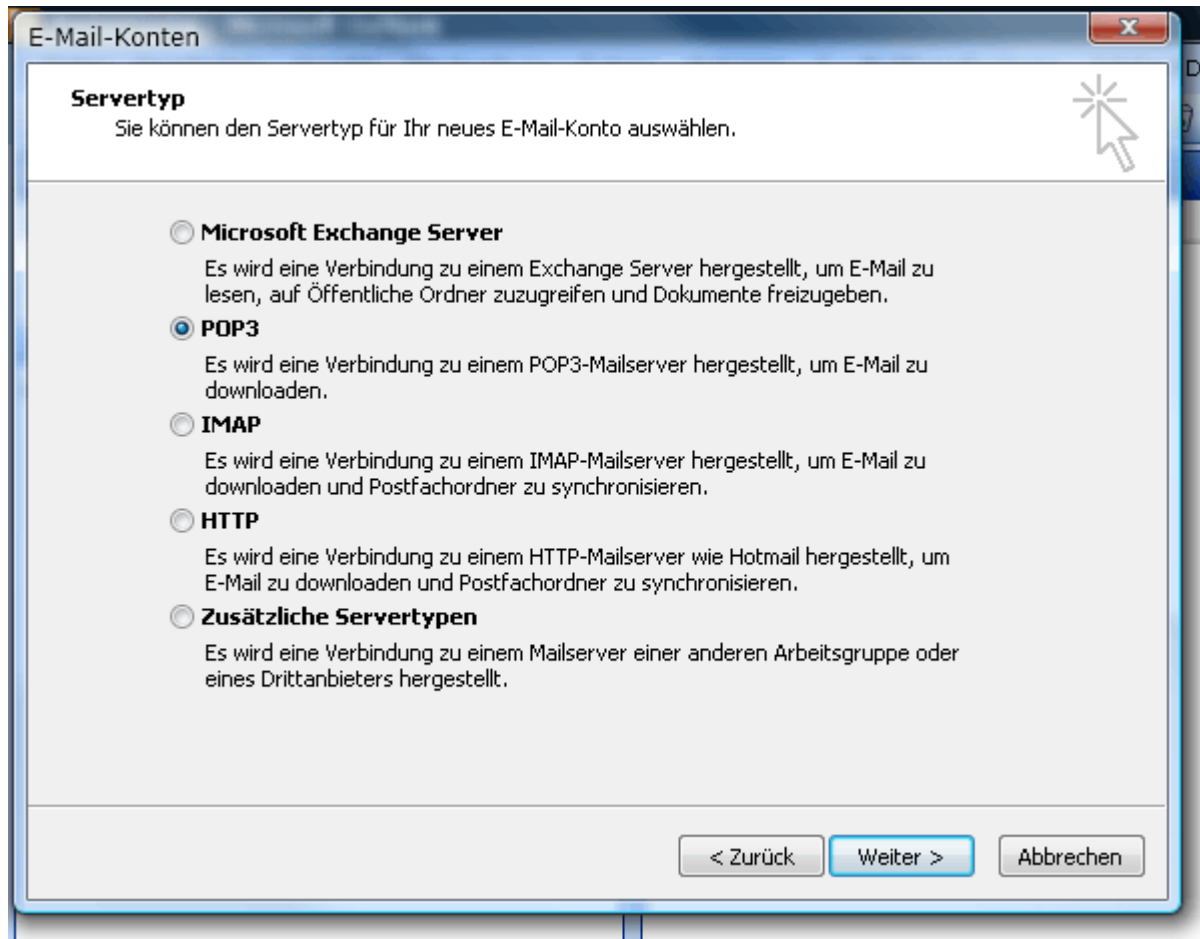 E-Mail-Konten
Servertyp
Sie können den Servertyp für Ihr neues E-Mail-Konto auswählen.
Microsoft Exchange Server
Es wird eine Verbindung zu einem Exchange Server hergestellt, um E-Mail zu
lesen, auf Öffentliche Ordner zuzugreifen und Dokumente freizugeben.
POP3
Es wird eine Verbindung zu einem POP3-Mailserver hergestellt, um E-Mail zu
downloaden.
IMAP
Es wird eine Verbindung zu einem IMAP-Mailserver hergestellt, um E-Mail zu
downloaden und Postfachordner zu synchronisieren.
HTTP
Es wird eine Verbindung zu einem HTTP-Mailserver wie Hotmail hergestellt, um
E-Mail zu downloaden und Postfachordner zu synchronisieren.
Zusätzliche Servertypen
Es wird eine Verbindung zu einem Mailserver einer anderen Arbeitsgruppe oder
eines Drittanbieters hergestellt.
< Zurück Weiter > Abbrechen